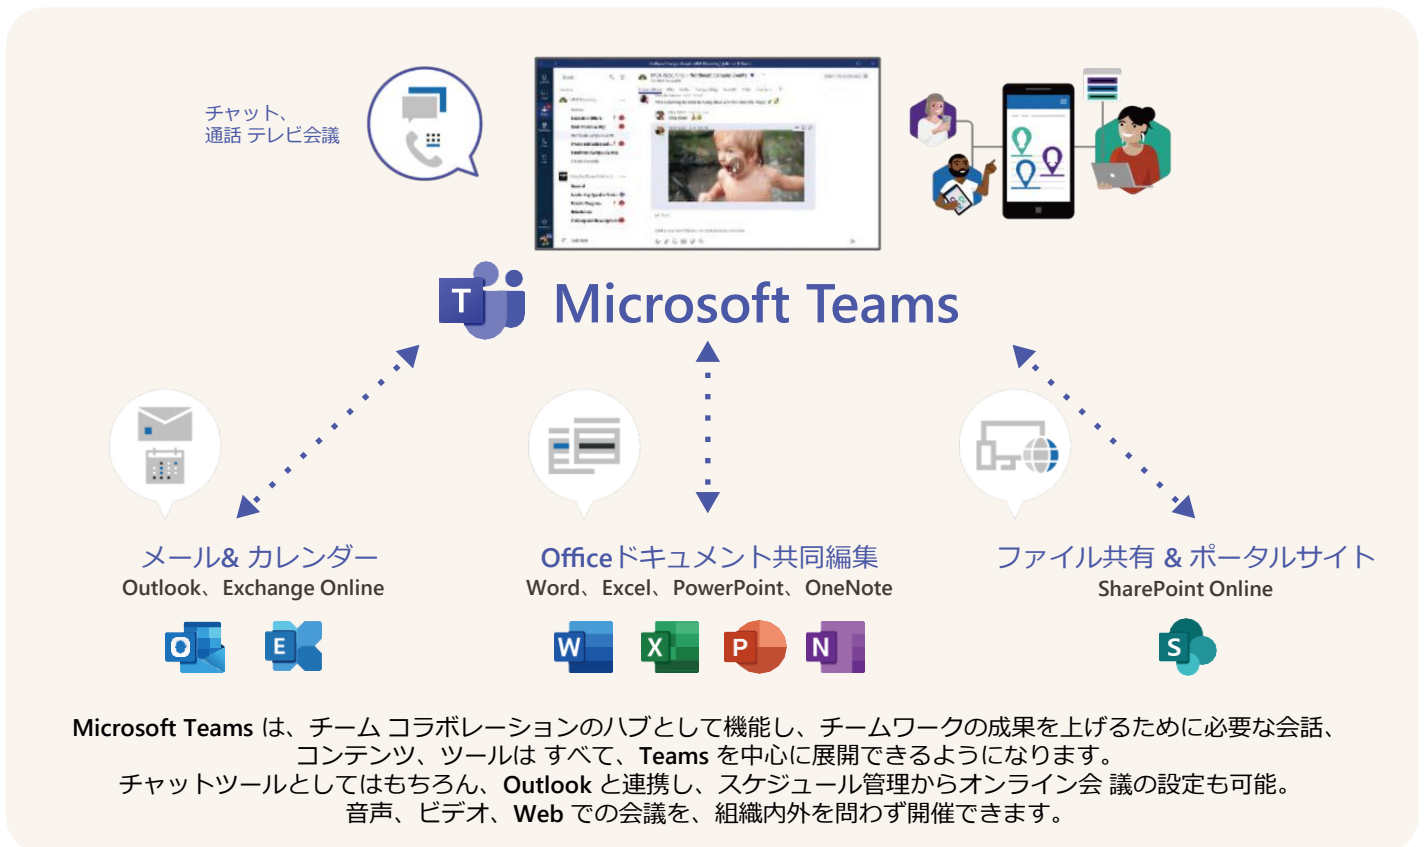 チャット、
通話 テレビ会議
Microsoft Teams
メール& カレンダー
Outlook、Exchange Online
Officeドキュメント共同編集
Word、Excel、PowerPoint、OneNote
ファイル共有 & ポータルサイト
SharePoint Online
Microsoft Teams は、チーム コラボレーションのハブとして機能し、チームワークの成果を上げるために必要な会話、
コンテンツ、ツールは すべて、Teams を中心に展開できるようになります。
チャットツールとしてはもちろん、Outlook と連携し、スケジュール管理からオンライン会 議の設定も可能。
音声、ビデオ、Web での会議を、組織内外を問わず開催できます。